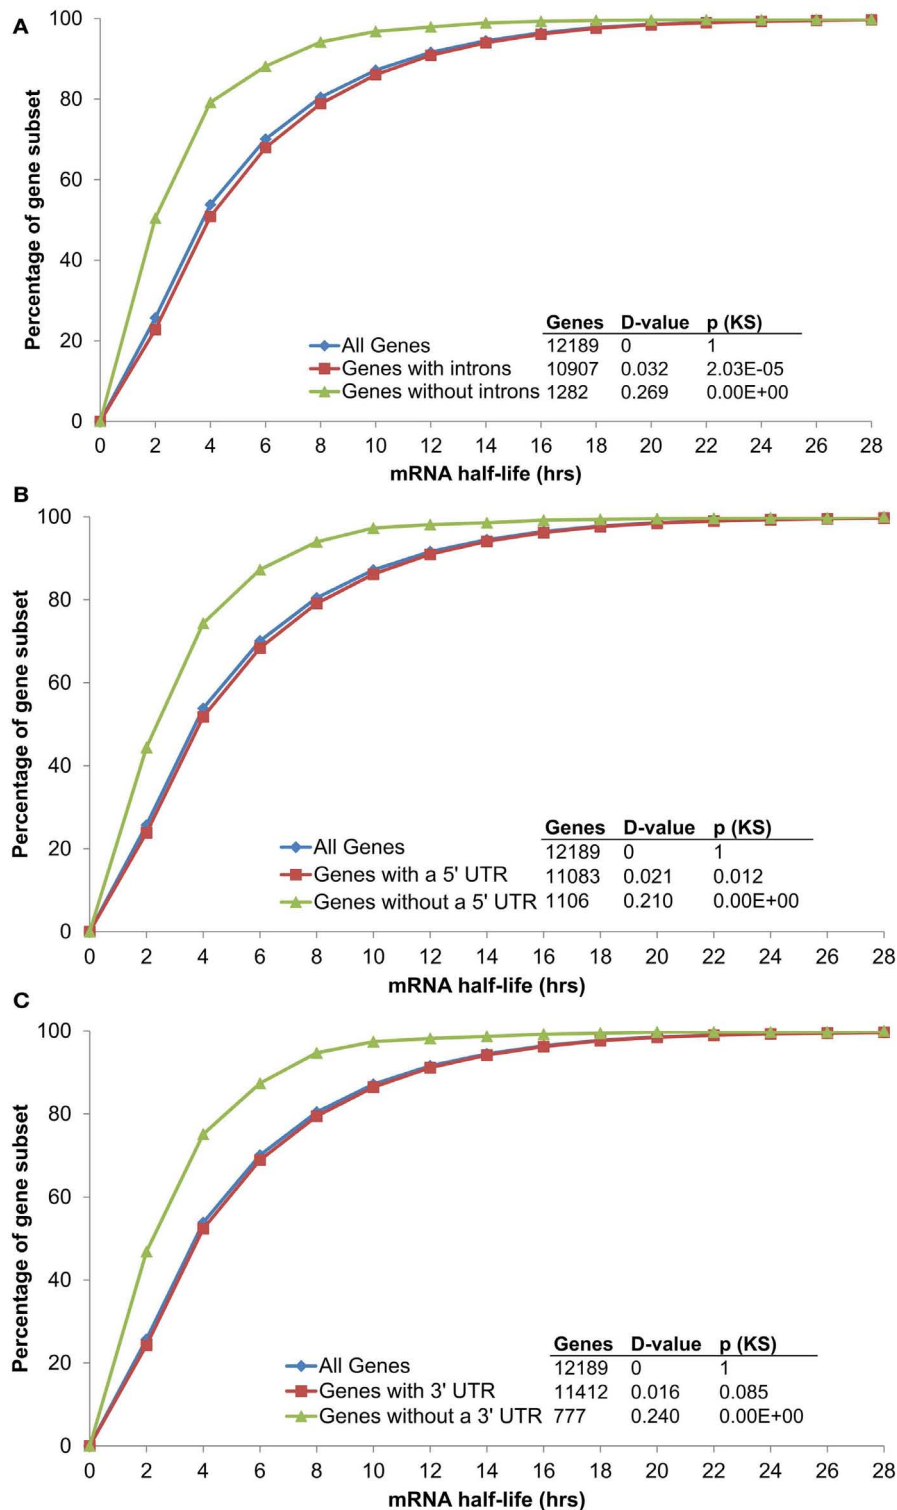 A
Percentage of gene subset
100
80
60
40
20
0
Genes D-value p (KS)
All Genes 12189 0 1
Genes with introns 10907 0.032 2.03E-05
Genes without introns 1282 0.269 0.00E+00
0 2 4 6 8 10 12 14 16 18 20 22 24 26 28
mRNA half-life (hrs)
B
Percentage of gene subset
100
80
60
40
20
0
Genes D-value p (KS)
All Genes 12189 0 1
Genes with a 5' UTR 11083 0.021 0.012
Genes without a 5' UTR 1106 0.210 0.00E+00
0 2 4 6 8 10 12 14 16 18 20 22 24 26 28
mRNA half-life (hrs)
C
Percentage of gene subset
100
80
60
40
20
0
Genes D-value p (KS)
All Genes 12189 0 1
Genes with 3' UTR 11412 0.016 0.085
Genes without a 3' UTR 777 0.240 0.00E+00
0 2 4 6 8 10 12 14 16 18 20 22 24 26 28
mRNA half-life (hrs)